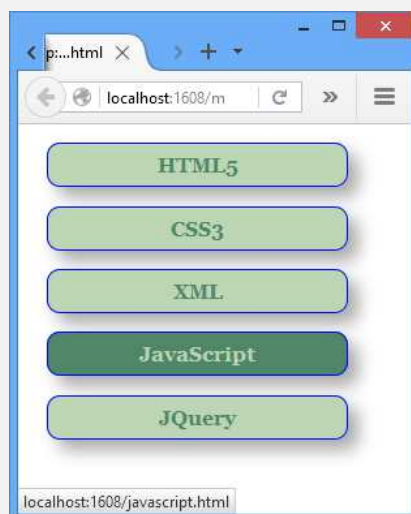 p:...html
localhost:1608/m
HTML5
CSS3
XML
JavaScript
JQuery
localhost:1608/javascript.html